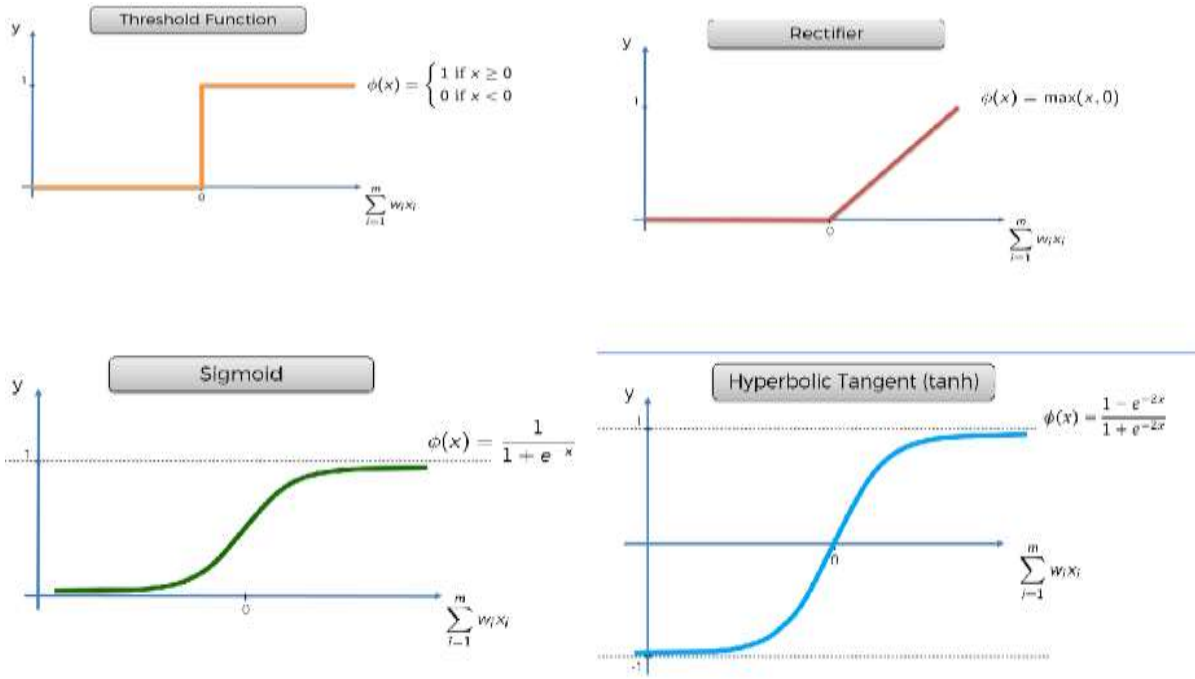 Threshold Function
y
1
ϕ(x) = { 1 if x ≥ 0
0 if x < 0
0
m
∑ wᵢxᵢ
i=1
Rectifier
y
1
ϕ(x) = max(x, 0)
0
m
∑ wᵢxᵢ
i=1
Sigmoid
y
1
ϕ(x) = 1
1 + e⁻ˣ
0
m
∑ wᵢxᵢ
i=1
Hyperbolic Tangent (tanh)
y
1
ϕ(x) = 1 − e⁻²ˣ
1 + e⁻²ˣ
0
m
∑ wᵢxᵢ
i=1
-1